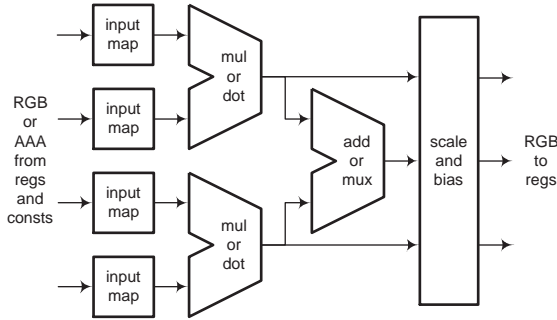 RGB
or
AAA
from
regs
and
consts
input
map
input
map
input
map
input
map
mul
or
dot
mul
or
dot
add
or
mux
scale
and
bias
RGB
to
regs